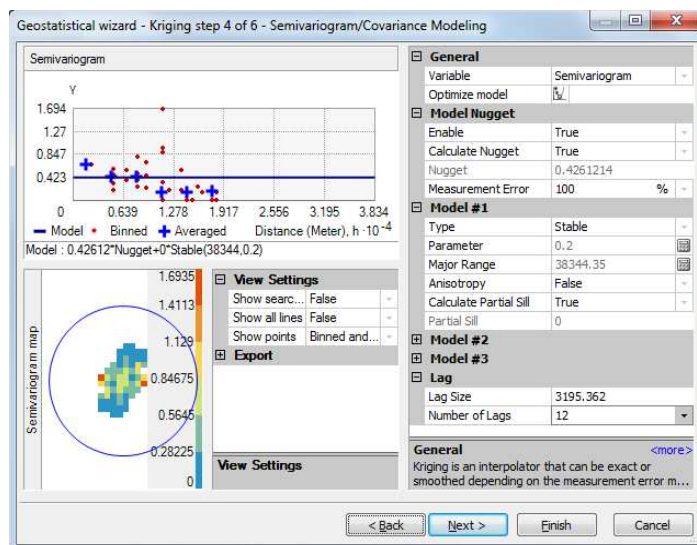 Geostatistical wizard - Kriging step 4 of 6 - Semivariogram/Covariance Modeling
Semivariogram
γ
1.694
1.27
0.847
0.423
0 0.639 1.278 1.917 2.556 3.195 3.834
Model Binned Averaged Distance (Meter), h ·10⁻⁴
Model : 0.42612*Nugget+0*Stable(38344,0.2)
Semivariogram map
1.6935
1.4113
1.129
0.84675
0.5645
0.28225
0
View Settings
Show searc... False
Show all lines False
Show points Binned and...
Export
View Settings
General
Variable Semivariogram
Optimize model
Model Nugget
Enable True
Calculate Nugget True
Nugget 0.4261214
Measurement Error 100 %
Model #1
Type Stable
Parameter 0.2
Major Range 38344.35
Anisotropy False
Calculate Partial Sill True
Partial Sill 0
Model #2
Model #3
Lag
Lag Size 3195.362
Number of Lags 12
General <more>
Kriging is an interpolator that can be exact or
smoothed depending on the measurement error m...
< Back Next > Finish Cancel